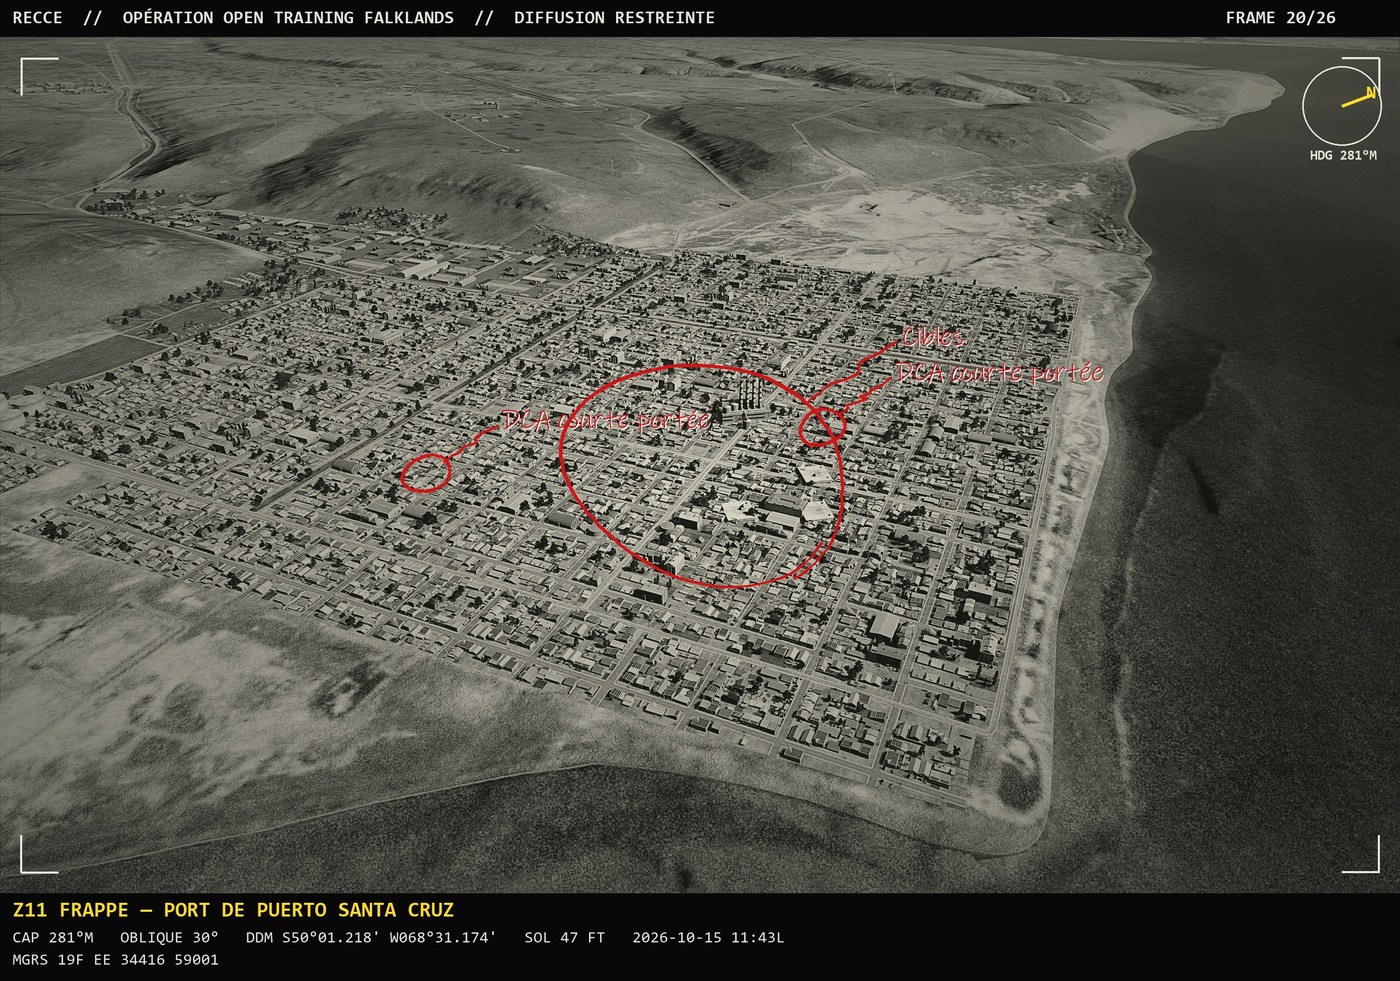 RECCE // OPÉRATION OPEN TRAINING FALKLANDS // DIFFUSION RESTREINTE
FRAME 20/26
N
HDG 281°M
Cibles
DCA courte portée
DCA courte portée
Z11 FRAPPE — PORT DE PUERTO SANTA CRUZ
CAP 281°M OBLIQUE 30° DDM S50°01.218' W068°31.174' SOL 47 FT 2026-10-15 11:43L
MGRS 19F EE 34416 59001